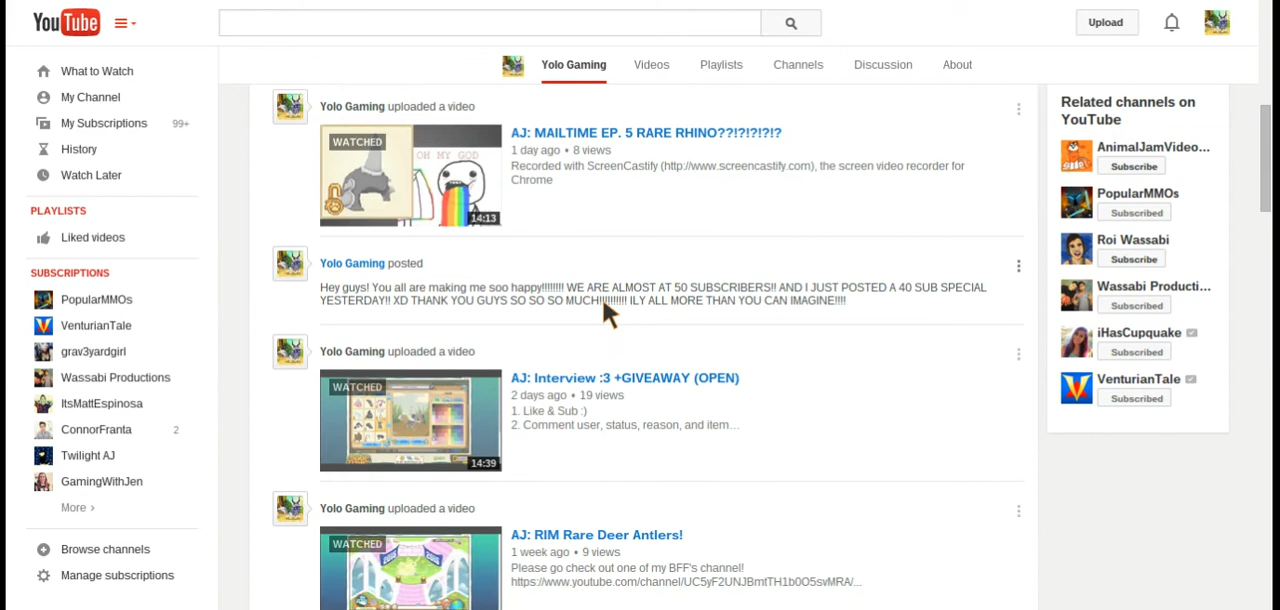 YouTube
Upload
Yolo Gaming Videos Playlists Channels Discussion About
What to Watch
My Channel
My Subscriptions 99+
History
Watch Later
PLAYLISTS
Liked videos
SUBSCRIPTIONS
PopularMMOs
VenturianTale
grav3yardgirl
Wassabi Productions
ItsMattEspinosa
ConnorFranta 2
Twilight AJ
GamingWithJen
More ›
Browse channels
Manage subscriptions
Yolo Gaming uploaded a video
WATCHED
OH MY GOD
14:13
AJ: MAILTIME EP. 5 RARE RHINO??!?!?!?!?
1 day ago • 8 views
Recorded with ScreenCastify (http://www.screencastify.com), the screen video recorder for
Chrome
Yolo Gaming posted
Hey guys! You all are making me soo happy!!!!!!!! WE ARE ALMOST AT 50 SUBSCRIBERS!! AND I JUST POSTED A 40 SUB SPECIAL
YESTERDAY!! XD THANK YOU GUYS SO SO SO MUCH!!!!!!!!!! ILY ALL MORE THAN YOU CAN IMAGINE!!!!
Yolo Gaming uploaded a video
WATCHED
14:39
AJ: Interview :3 +GIVEAWAY (OPEN)
2 days ago • 19 views
1. Like & Sub :)
2. Comment user, status, reason, and item…
Yolo Gaming uploaded a video
WATCHED
AJ: RIM Rare Deer Antlers!
1 week ago • 9 views
Please go check out one of my BFF's channel!
https://www.youtube.com/channel/UC5yF2UNJBmtTH1b0O5svMRA/...
Related channels on
YouTube
AnimalJamVideo...
Subscribe
PopularMMOs
Subscribed
Roi Wassabi
Subscribe
Wassabi Producti...
Subscribed
iHasCupquake
Subscribed
VenturianTale
Subscribed